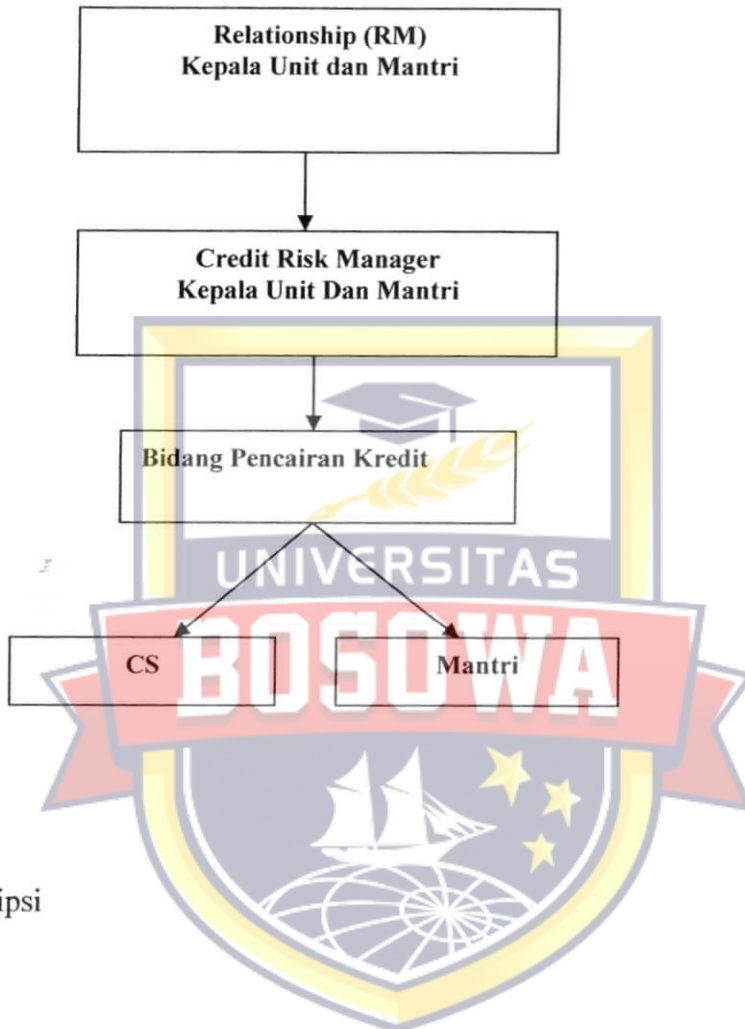 Relationship (RM)
Kepala Unit dan Mantri
Credit Risk Manager
Kepala Unit Dan Mantri
Bidang Pencairan Kredit
UNIVERSITAS
BOSOWA
CS
Mantri
ipsi